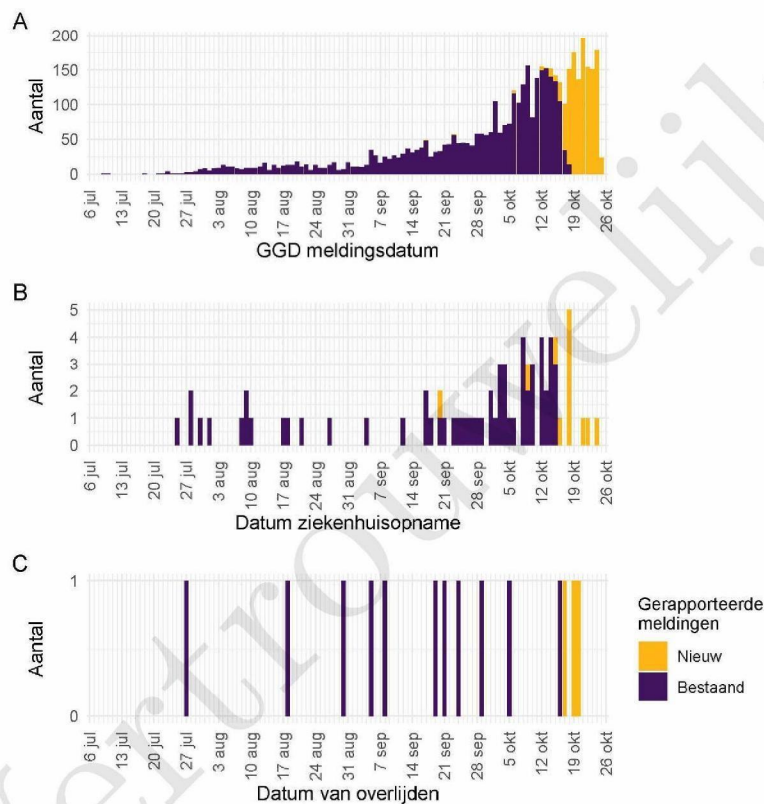 A
Aantal
200
150
100
50
0
6 jul 13 jul 20 jul 27 jul 3 aug 10 aug 17 aug 24 aug 31 aug 7 sep 14 sep 21 sep 28 sep 5 okt 12 okt 19 okt 26 okt
GGD meldingsdatum
B
Aantal
5
4
3
2
1
0
6 jul 13 jul 20 jul 27 jul 3 aug 10 aug 17 aug 24 aug 31 aug 7 sep 14 sep 21 sep 28 sep 5 okt 12 okt 19 okt 26 okt
Datum ziekenhuisopname
C
Aantal
1
0
6 jul 13 jul 20 jul 27 jul 3 aug 10 aug 17 aug 24 aug 31 aug 7 sep 14 sep 21 sep 28 sep 5 okt 12 okt 19 okt 26 okt
Datum van overlijden
Gerapporteerde
meldingen
Nieuw
Bestaand
fertrouwelijk